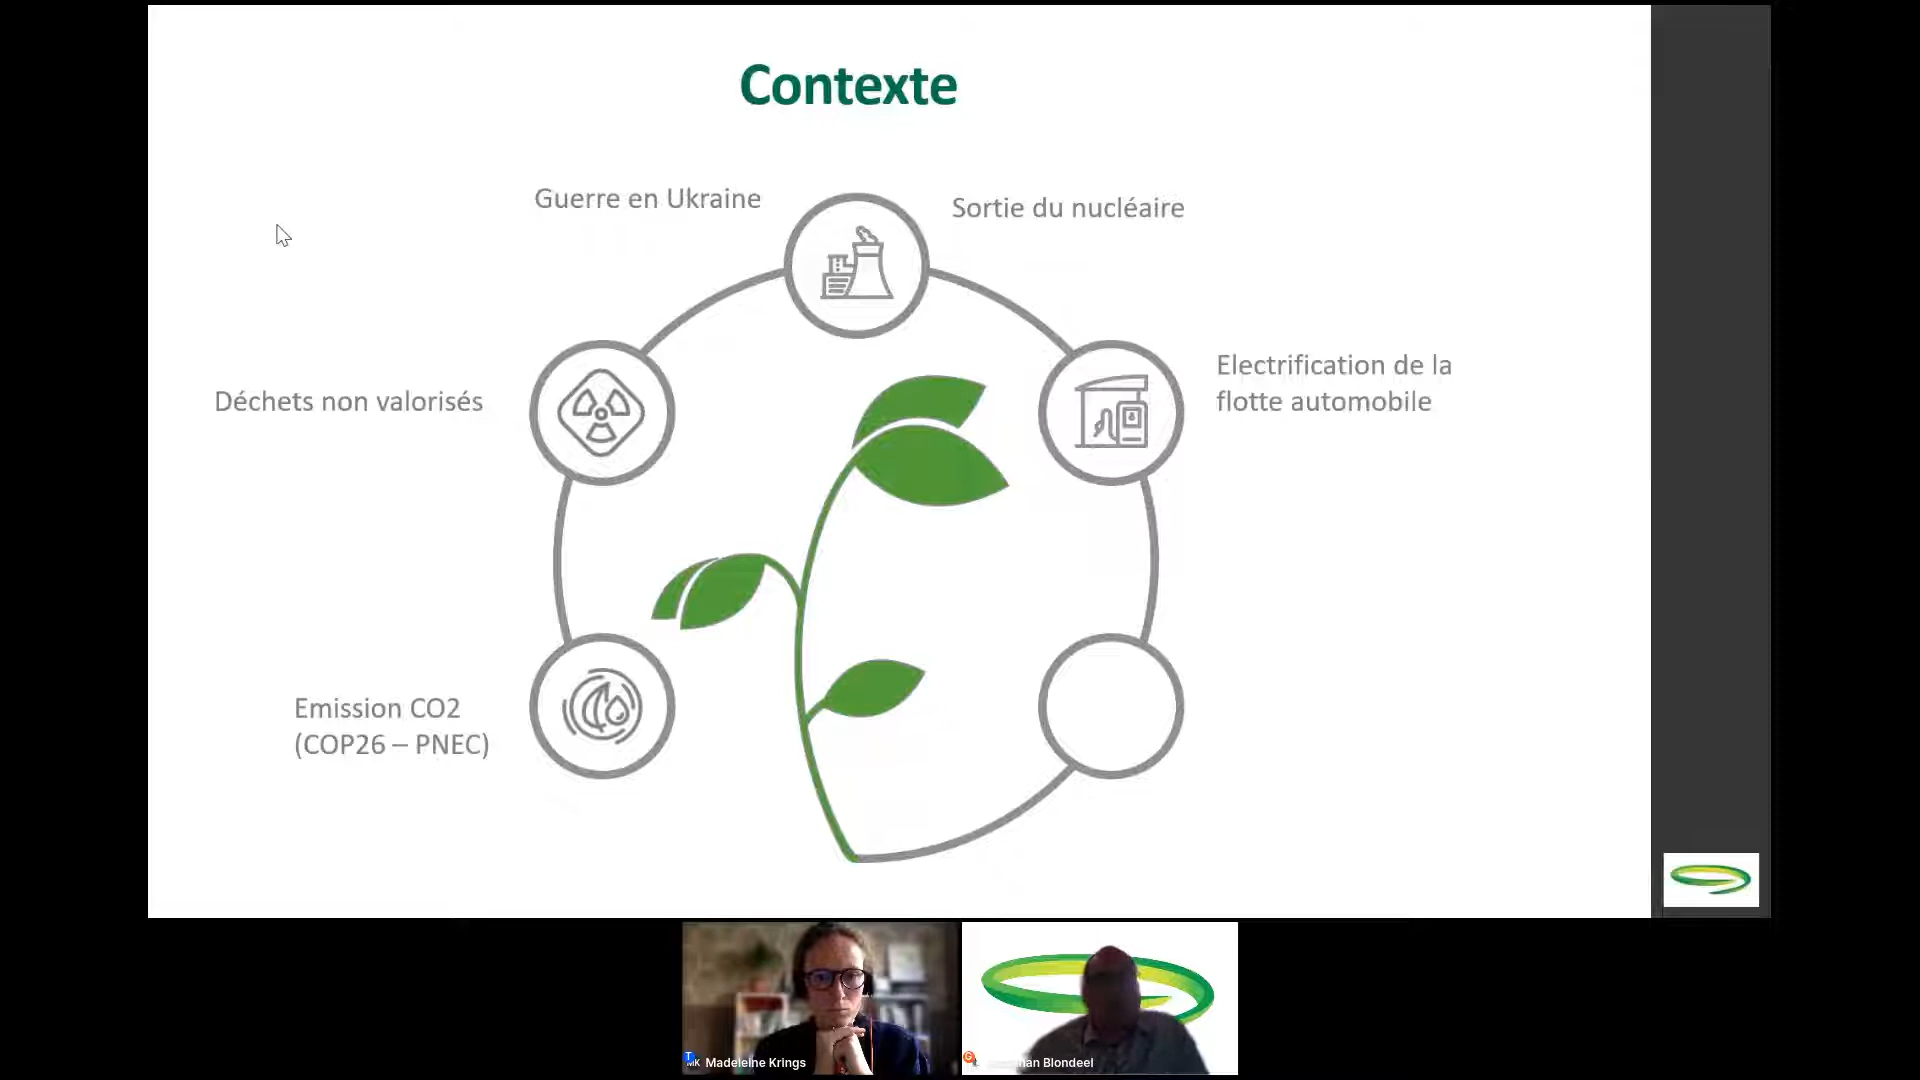 Contexte
Guerre en Ukraine
Sortie du nucléaire
Electrification de la
flotte automobile
Déchets non valorisés
Emission CO2
(COP26 – PNEC)
MK Madeleine Krings
Blondeel